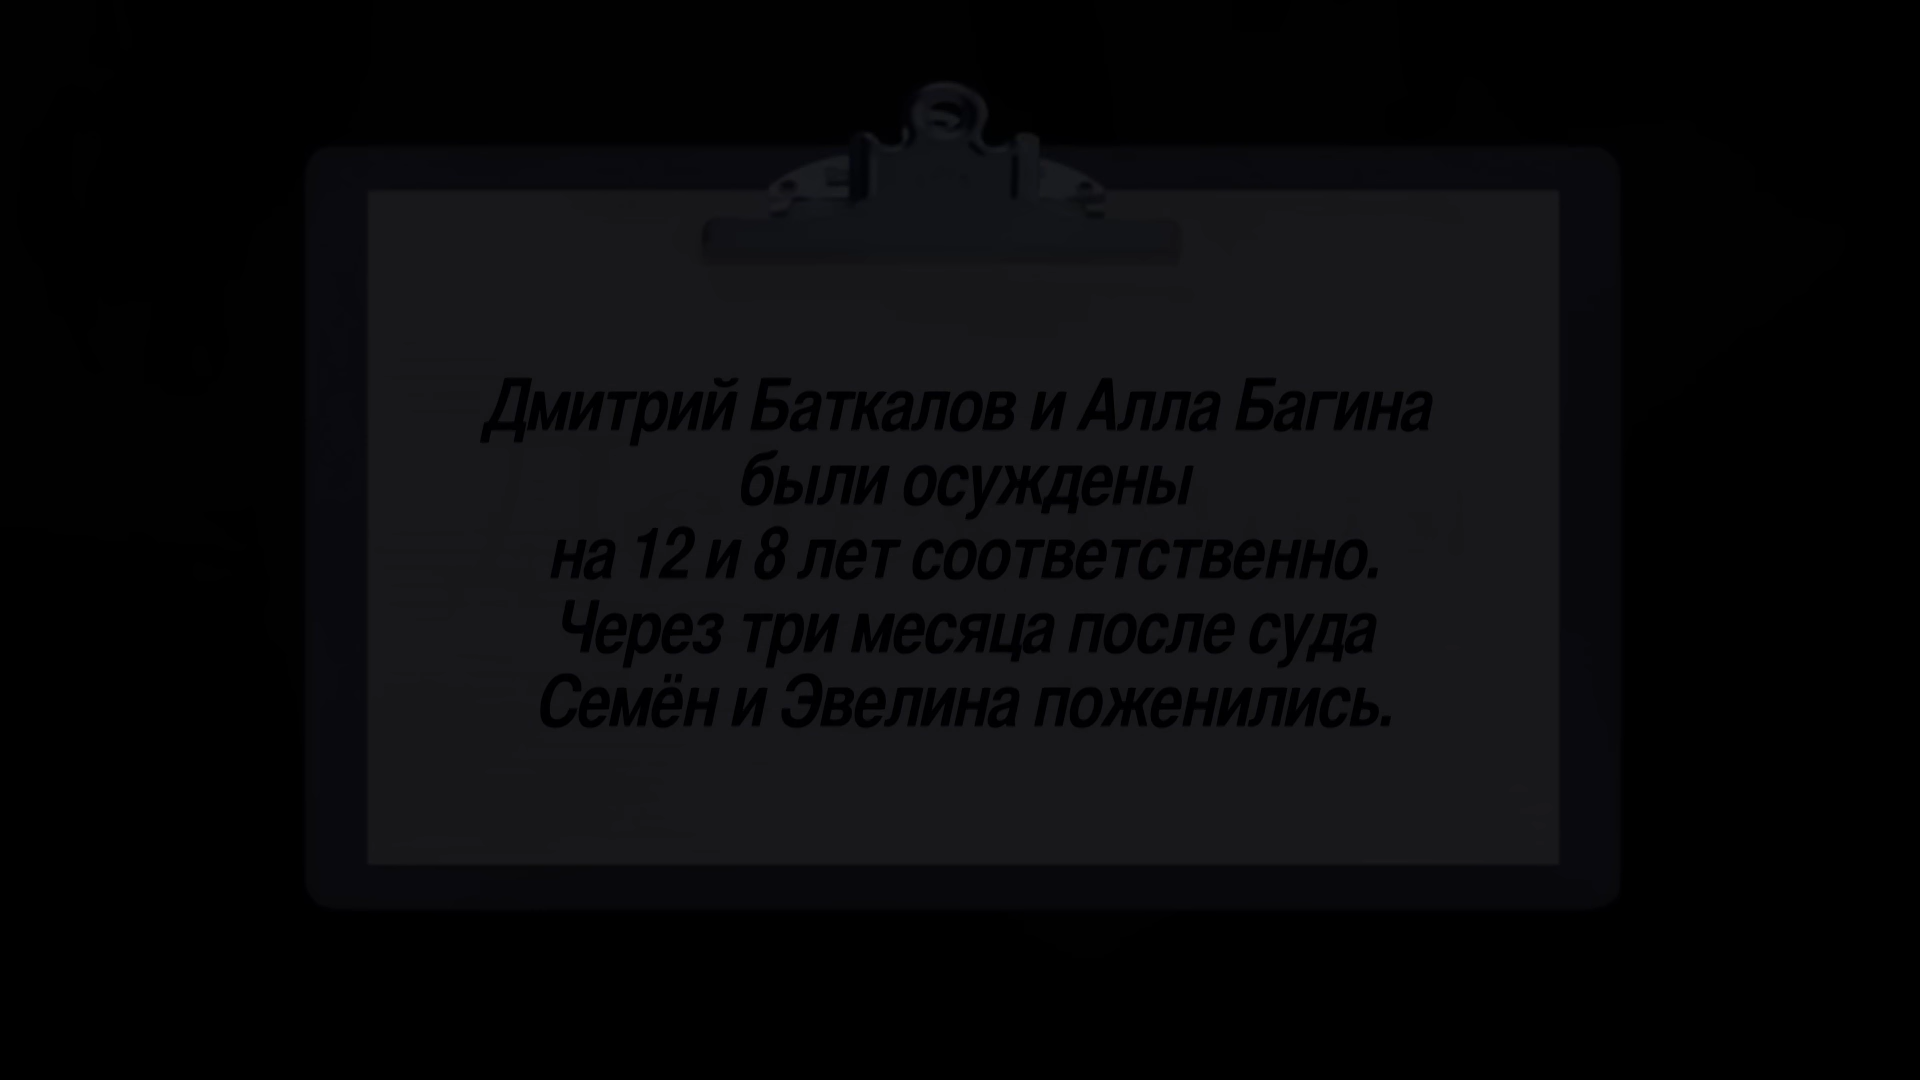 Дмитрий Баткалов и Алла Багина
были осуждены
на 12 и 8 лет соответственно.
Через три месяца после суда
Семён и Эвелина поженились.